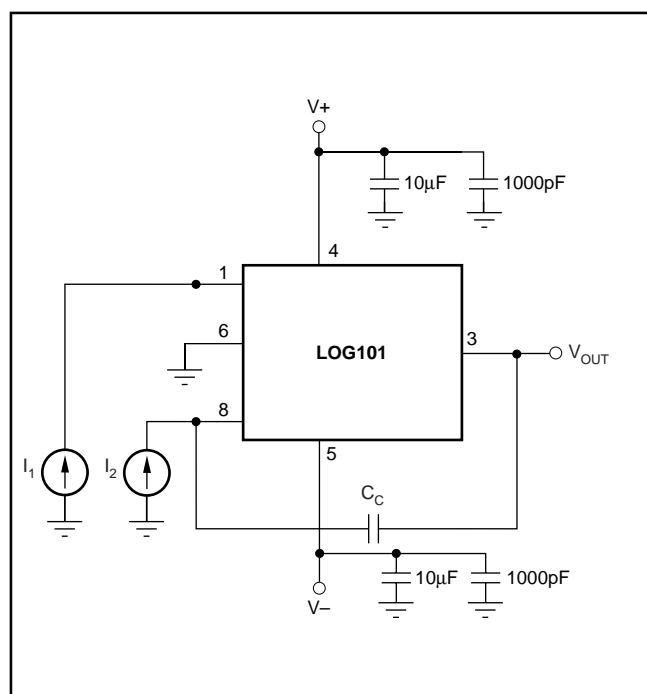 V+
10μF 1000pF
4
1
6
LOG101
3
V_OUT
8
5
I_1
I_2
C_C
10μF 1000pF
V–